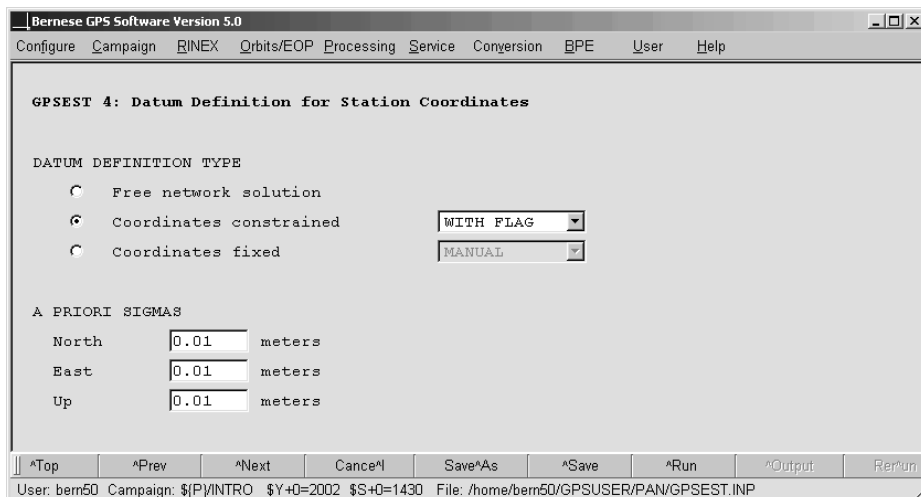 Bernese GPS Software Version 5.0
Configure Campaign RINEX Orbits/EOP Processing Service Conversion BPE User Help
GPSEST 4: Datum Definition for Station Coordinates
DATUM DEFINITION TYPE
Free network solution
Coordinates constrained WITH FLAG
Coordinates fixed MANUAL
A PRIORI SIGMAS
North 0.01 meters
East 0.01 meters
Up 0.01 meters
^Top ^Prev ^Next Cance^l Save^As ^Save ^Run ^Output Rer^un
User: bern50 Campaign: ${P}/INTRO $Y+0=2002 $S+0=1430 File: /home/bern50/GPSUSER/PAN/GPSEST.INP